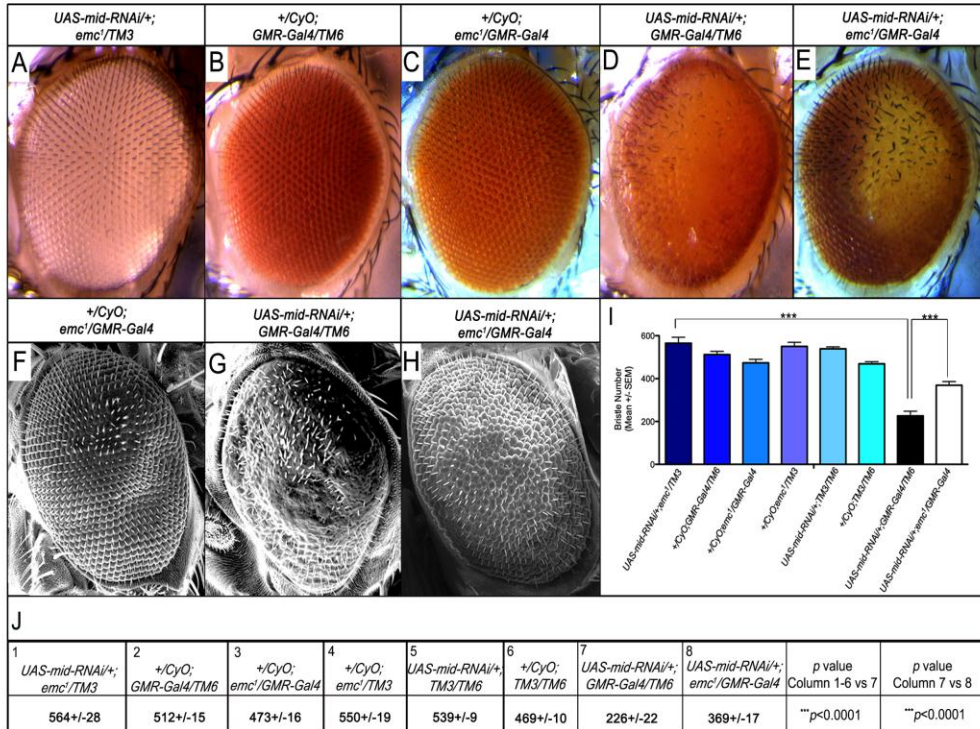 UAS-mid-RNAi/+;
emc¹/TM3
+/CyO;
GMR-Gal4/TM6
+/CyO;
emc¹/GMR-Gal4
UAS-mid-RNAi/+;
GMR-Gal4/TM6
UAS-mid-RNAi/+;
emc¹/GMR-Gal4
A
B
C
D
E
+/CyO;
emc¹/GMR-Gal4
UAS-mid-RNAi/+;
GMR-Gal4/TM6
UAS-mid-RNAi/+;
emc¹/GMR-Gal4
F
G
H
I
***
***
Bristle Number
(Mean +/- SEM)
600
400
200
0
UAS-mid-RNAi/+;emc¹/TM3
+/CyO;GMR-Gal4/TM6
+/CyO;emc¹/GMR-Gal4
+/CyO;emc¹/TM3
UAS-mid-RNAi/+;TM3/TM6
+/CyO;TM3/TM6
UAS-mid-RNAi/+;GMR-Gal4/TM6
UAS-mid-RNAi/+;emc¹/GMR-Gal4
J
1
UAS-mid-RNAi/+;
emc¹/TM3
2
+/CyO;
GMR-Gal4/TM6
3
+/CyO;
emc¹/GMR-Gal4
4
+/CyO;
emc¹/TM3
5
UAS-mid-RNAi/+;
TM3/TM6
6
+/CyO;
TM3/TM6
7
UAS-mid-RNAi/+;
GMR-Gal4/TM6
8
UAS-mid-RNAi/+;
emc¹/GMR-Gal4
p value
Column 1-6 vs 7
p value
Column 7 vs 8
564+/-28
512+/-15
473+/-16
550+/-19
539+/-9
469+/-10
226+/-22
369+/-17
***p<0.0001
***p<0.0001